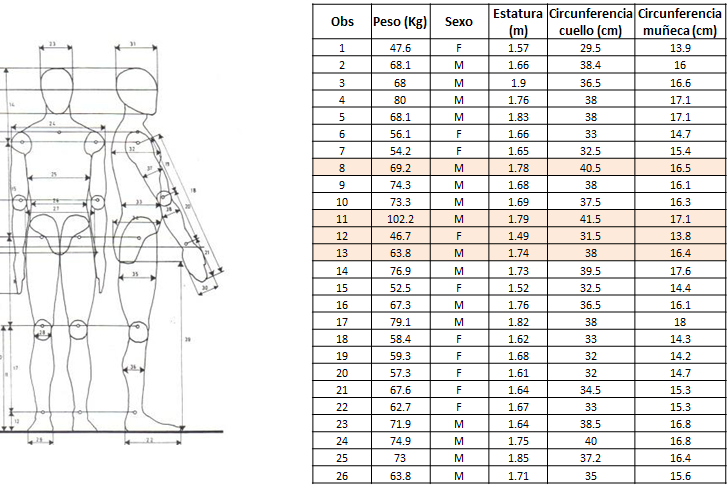 33
31
14
24
32
19
37
18
25
15
26
27
33
20
28
34
21
35
30
28
39
36
17
12
26
22
Obs Peso (Kg) Sexo Estatura (m) Circunferencia cuello (cm) Circunferencia muñeca (cm)
1 47.6 F 1.57 29.5 13.9
2 68.1 M 1.66 38.4 16
3 68 M 1.9 36.5 16.6
4 80 M 1.76 38 17.1
5 68.1 M 1.83 38 17.1
6 56.1 F 1.66 33 14.7
7 54.2 F 1.65 32.5 15.4
8 69.2 M 1.78 40.5 16.5
9 74.3 M 1.68 38 16.1
10 73.3 M 1.69 37.5 16.3
11 102.2 M 1.79 41.5 17.1
12 46.7 F 1.49 31.5 13.8
13 63.8 M 1.74 38 16.4
14 76.9 M 1.73 39.5 17.6
15 52.5 F 1.52 32.5 14.4
16 67.3 M 1.76 36.5 16.1
17 79.1 M 1.82 38 18
18 58.4 F 1.62 33 14.3
19 59.3 F 1.68 32 14.2
20 57.3 F 1.61 32 14.7
21 67.6 F 1.64 34.5 15.3
22 62.7 F 1.67 33 15.3
23 71.9 M 1.64 38.5 16.8
24 74.9 M 1.75 40 16.8
25 73 M 1.85 37.2 16.4
26 63.8 M 1.71 35 15.6